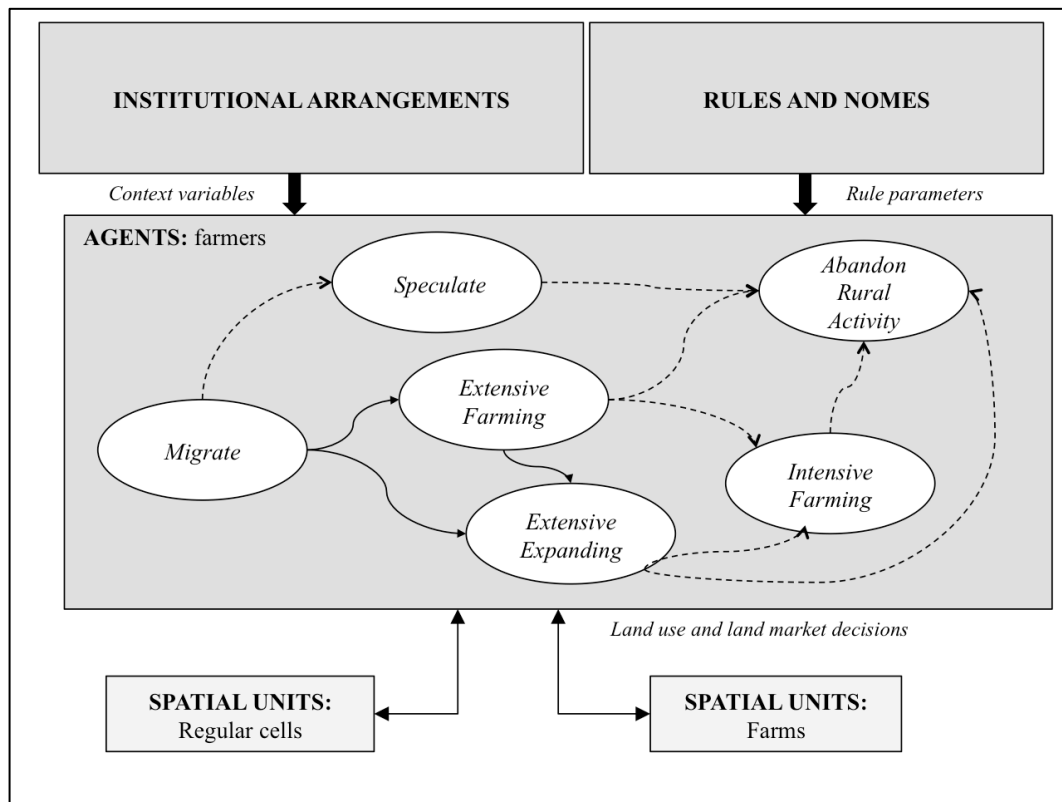 INSTITUTIONAL ARRANGEMENTS
RULES AND NOMES
Context variables
Rule parameters
AGENTS: farmers
Speculate
Abandon
Rural
Activity
Extensive
Farming
Migrate
Intensive
Farming
Extensive
Expanding
Land use and land market decisions
SPATIAL UNITS:
Regular cells
SPATIAL UNITS:
Farms